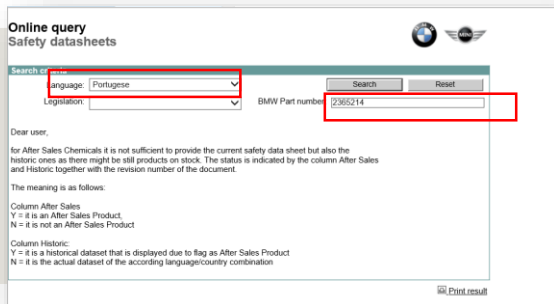 Online query
Safety datasheets
MINI
Search criteria
Language: Portugese
Search Reset
Legislation:
BMW Part number 2365214
Dear user,
for After Sales Chemicals it is not sufficient to provide the current safety data sheet but also the
historic ones as there might be still products on stock. The status is indicated by the column After Sales
and Historic together with the revision number of the document.
The meaning is as follows:
Column After Sales
Y = it is an After Sales Product,
N = it is not an After Sales Product
Column Historic:
Y = it is a historical dataset that is displayed due to flag as After Sales Product
N = it is the actual dataset of the according language/country combination
Print result